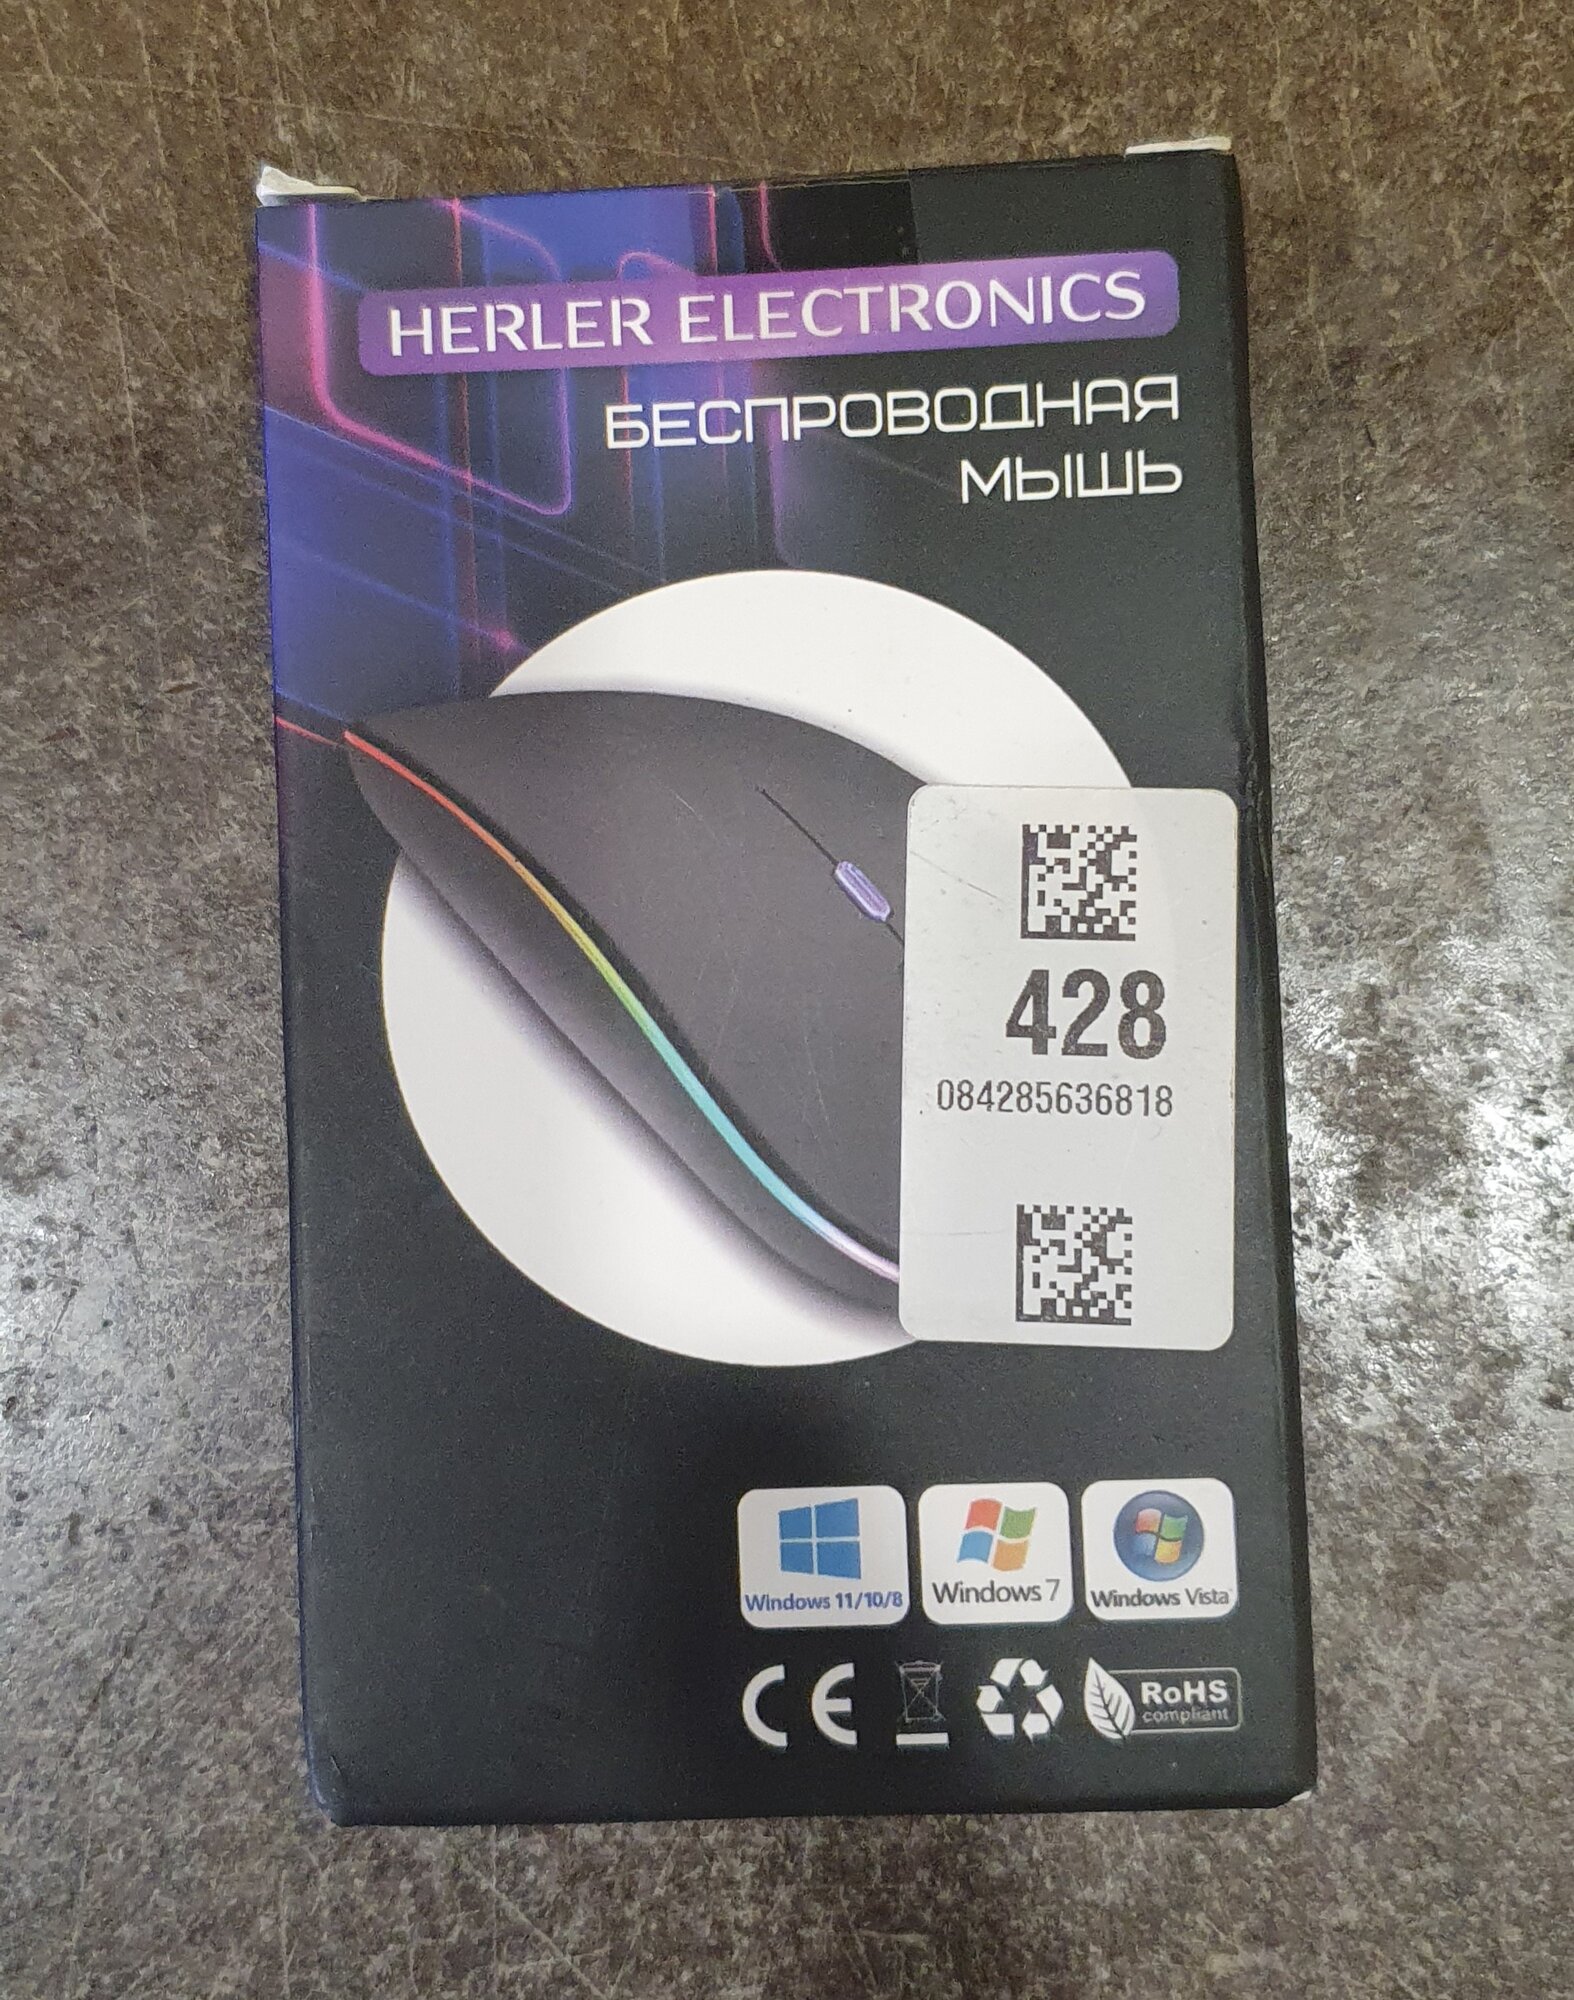 HERLER ELECTRONICS
БЕСПРОВОДНАЯ
МЫШЬ
428
084285636818
Windows 11/10/8
Windows 7
Windows Vista
CE
RoHS
compliant